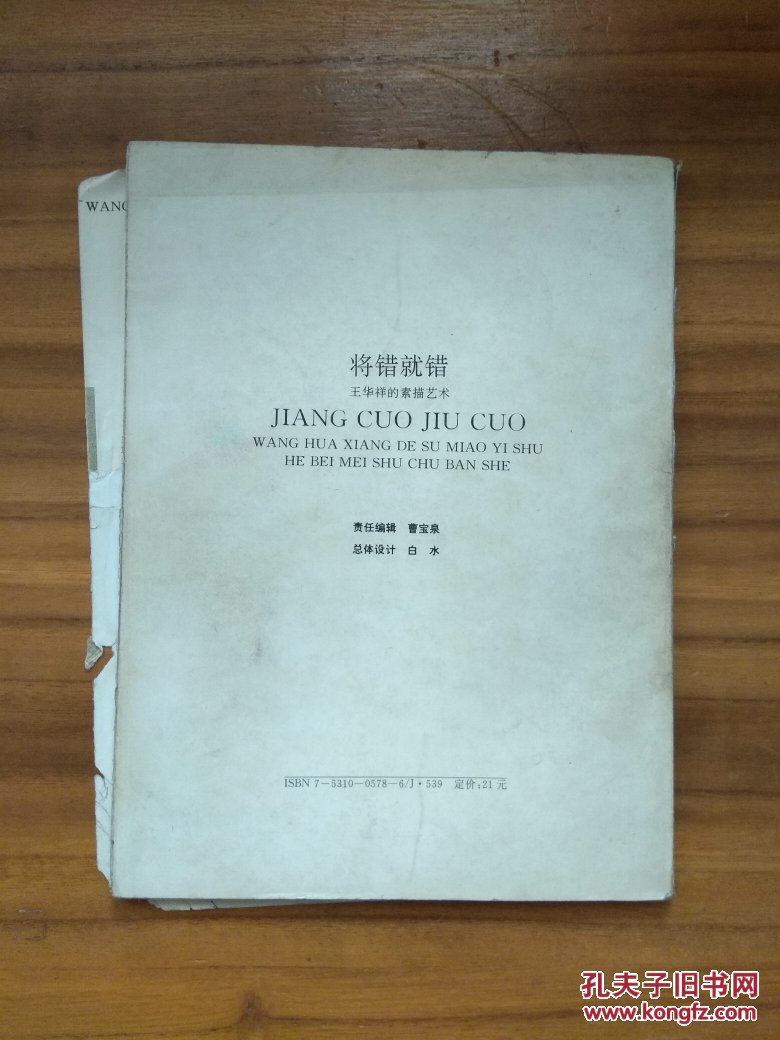 WANG
将错就错
王华祥的素描艺术
JIANG CUO JIU CUO
WANG HUA XIANG DE SU MIAO YI SHU
HE BEI MEI SHU CHU BAN SHE
责任编辑 曹宝泉
总体设计 白 水
ISBN 7—5310—0578—6/J·539 定价:21元
孔夫子旧书网
www.kongfz.com